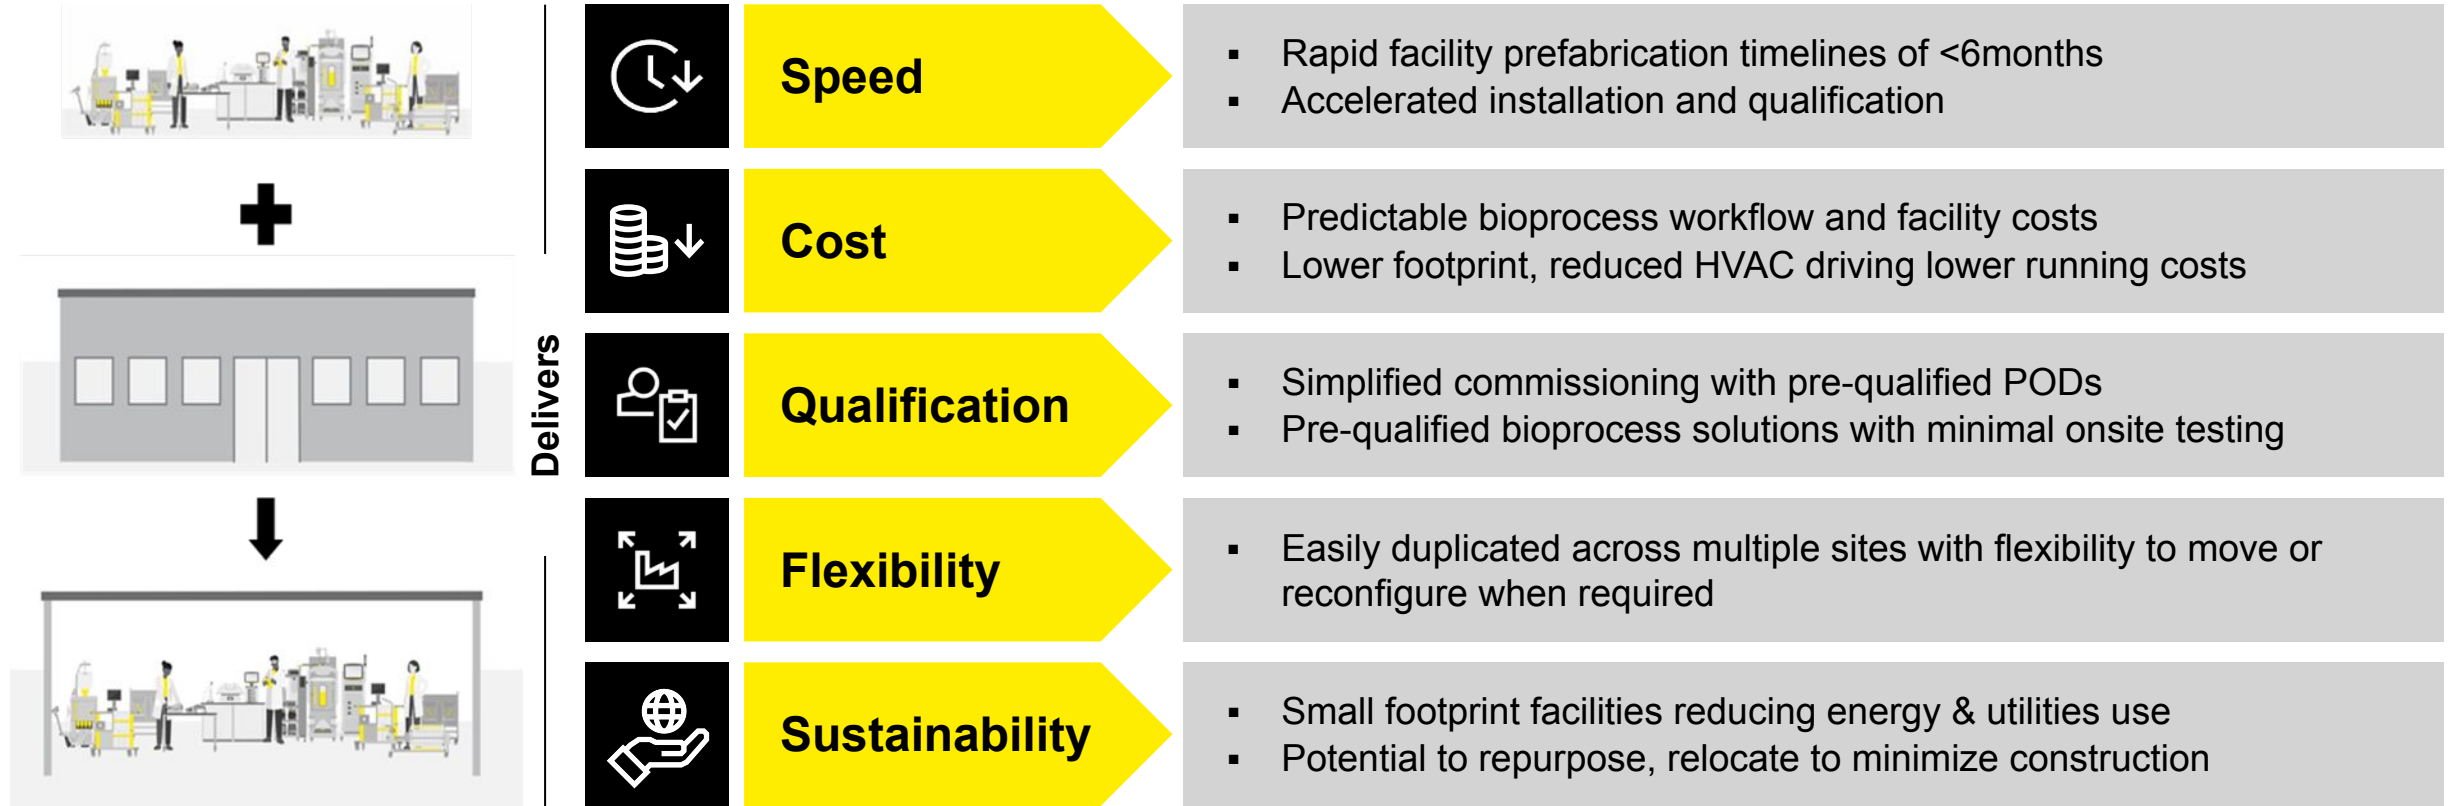 Delivers
Speed
▪ Rapid facility prefabrication timelines of <6months
▪ Accelerated installation and qualification
Cost
▪ Predictable bioprocess workflow and facility costs
▪ Lower footprint, reduced HVAC driving lower running costs
Qualification
▪ Simplified commissioning with pre-qualified PODs
▪ Pre-qualified bioprocess solutions with minimal onsite testing
Flexibility
▪ Easily duplicated across multiple sites with flexibility to move or
reconfigure when required
Sustainability
▪ Small footprint facilities reducing energy & utilities use
▪ Potential to repurpose, relocate to minimize construction